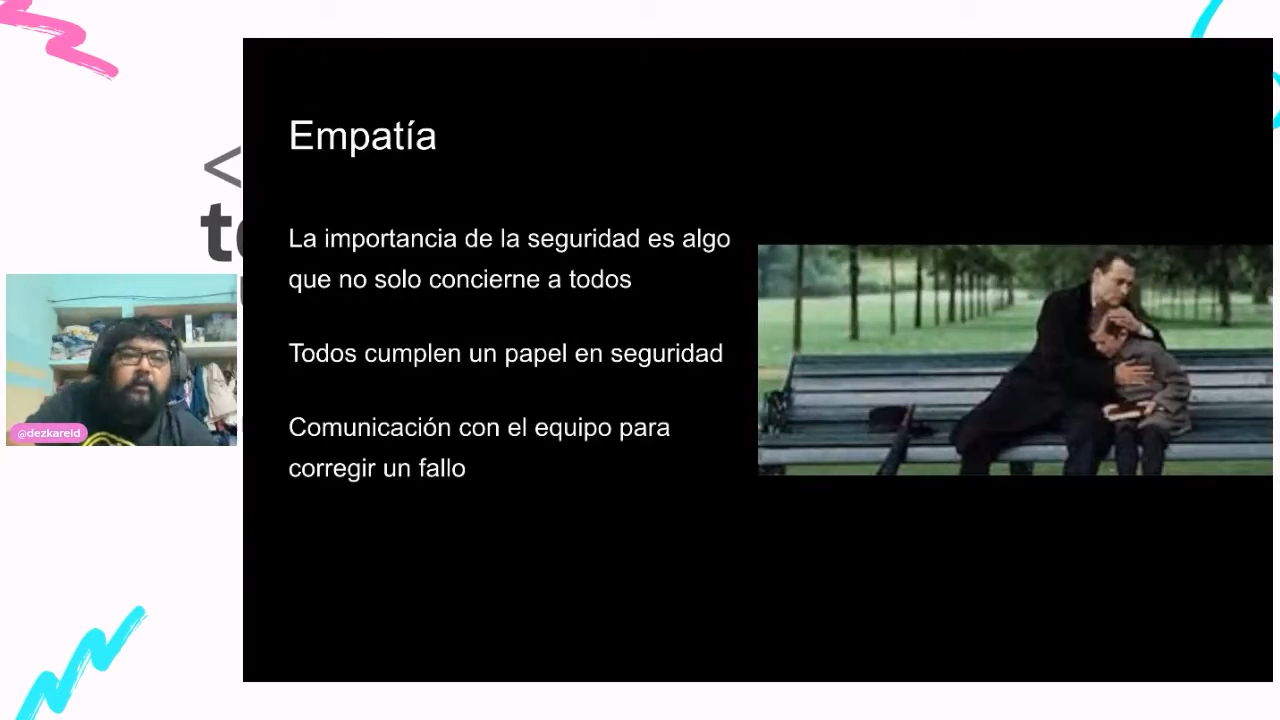 Empatía
La importancia de la seguridad es algo
que no solo concierne a todos
Todos cumplen un papel en seguridad
Comunicación con el equipo para
corregir un fallo
<
@dezkareid